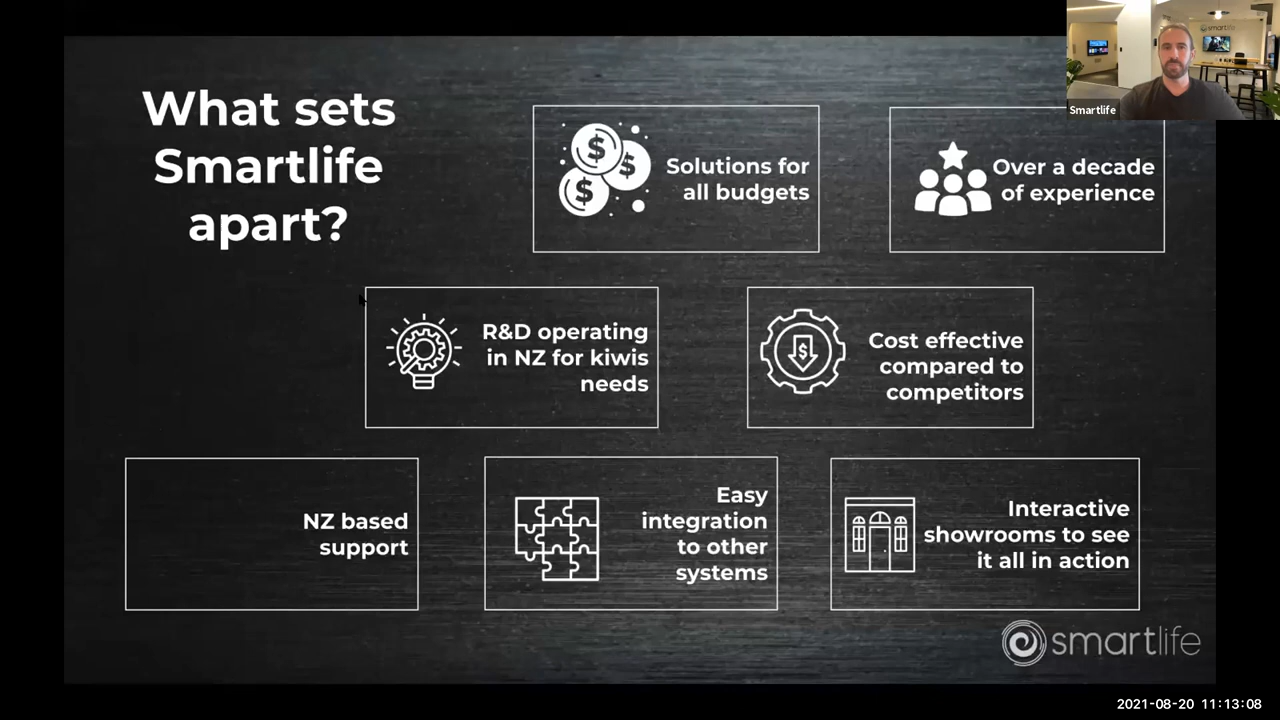 What sets
Smartlife
apart?
Solutions for
all budgets
Over a decade
of experience
R&D operating
in NZ for kiwis
needs
Cost effective
compared to
competitors
NZ based
support
Easy
integration
to other
systems
Interactive
showrooms to see
it all in action
smartlife
smartlife
Smartlife
2021-08-20 11:13:08